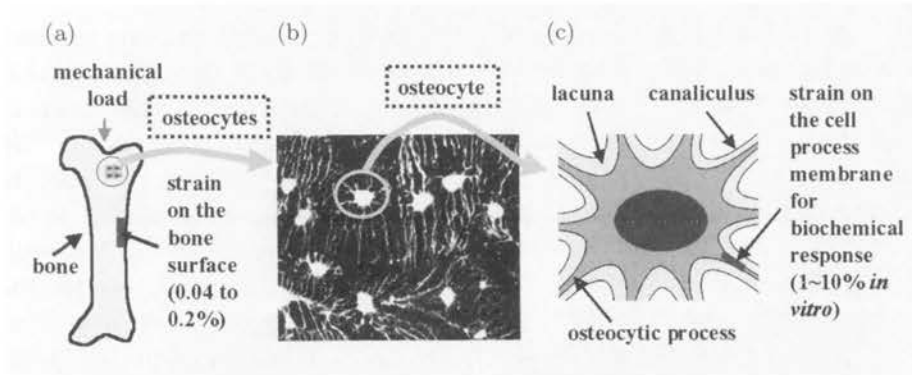 (a)
mechanical
load
osteocytes
bone
strain
on the
bone
surface
(0.04 to
0.2%)
(b)
osteocyte
(c)
lacuna
canaliculus
osteocytic process
strain on
the cell
process
membrane
for
biochemical
response
(1~10% in
vitro)